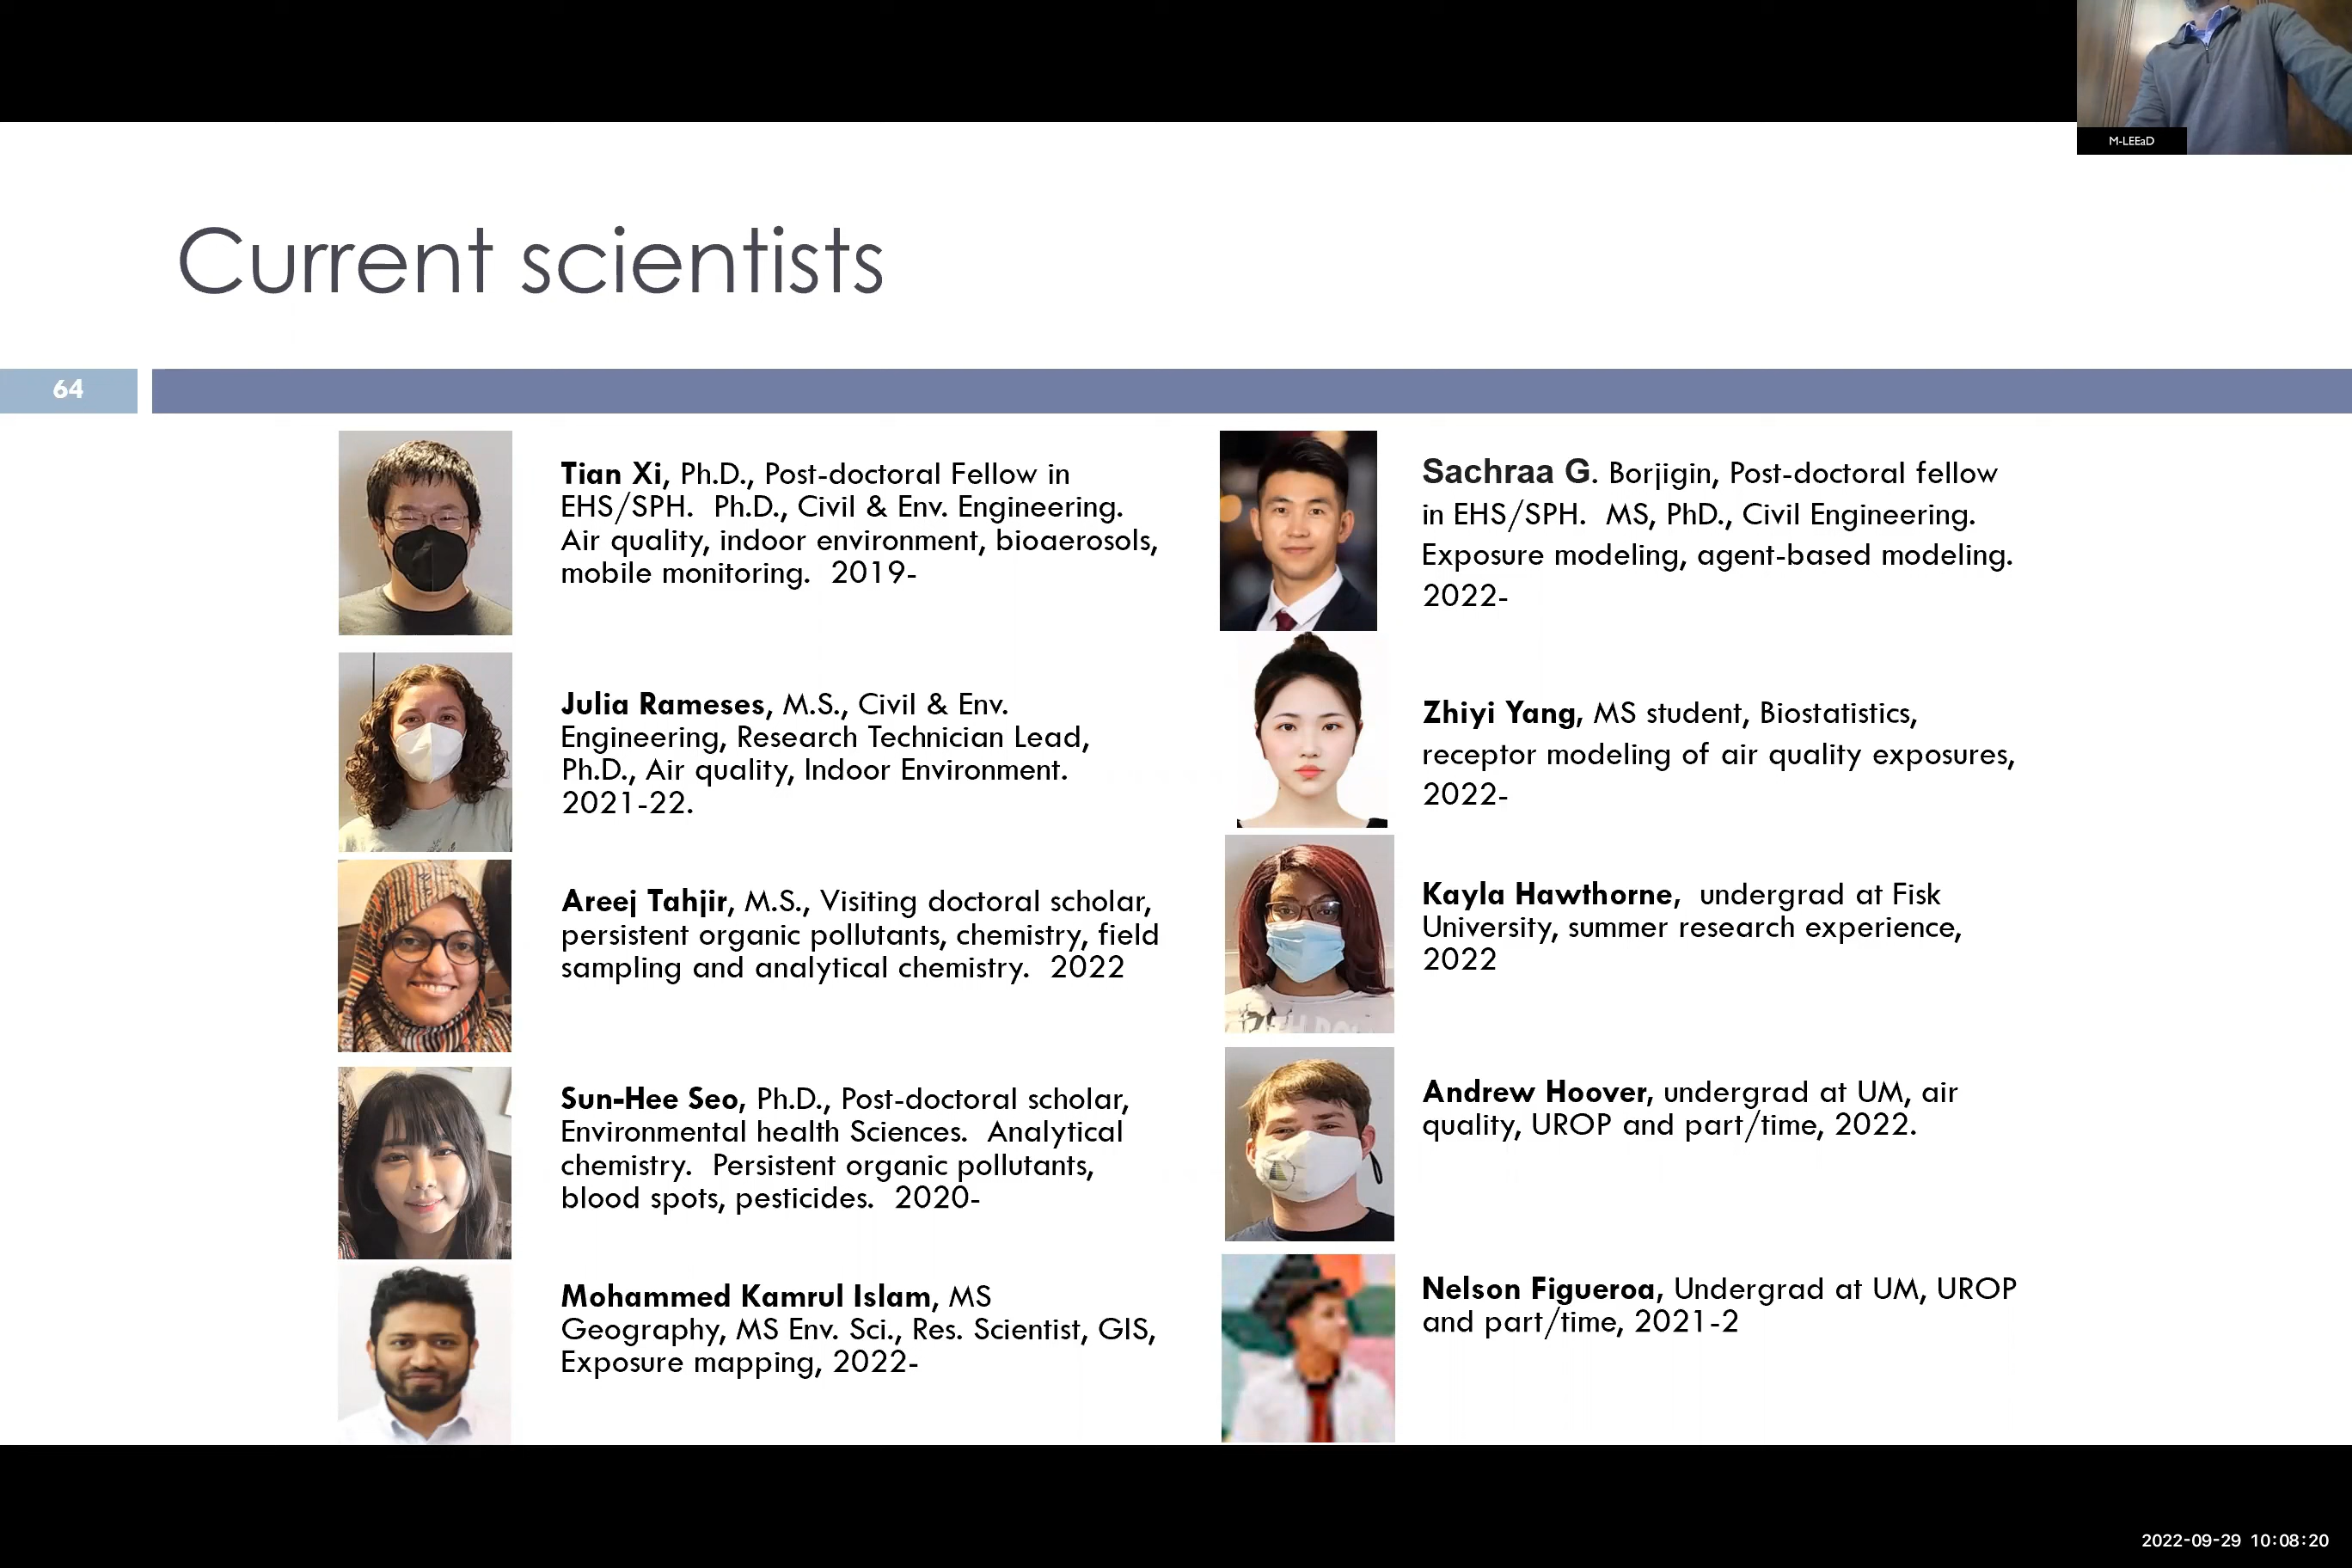 M-LEEaD
Current scientists
64
Tian Xi, Ph.D., Post-doctoral Fellow in
EHS/SPH. Ph.D., Civil & Env. Engineering.
Air quality, indoor environment, bioaerosols,
mobile monitoring. 2019-
Julia Rameses, M.S., Civil & Env.
Engineering, Research Technician Lead,
Ph.D., Air quality, Indoor Environment.
2021-22.
Areej Tahjir, M.S., Visiting doctoral scholar,
persistent organic pollutants, chemistry, field
sampling and analytical chemistry. 2022
Sun-Hee Seo, Ph.D., Post-doctoral scholar,
Environmental health Sciences. Analytical
chemistry. Persistent organic pollutants,
blood spots, pesticides. 2020-
Mohammed Kamrul Islam, MS
Geography, MS Env. Sci., Res. Scientist, GIS,
Exposure mapping, 2022-
Sachraa G. Borjigin, Post-doctoral fellow
in EHS/SPH. MS, PhD., Civil Engineering.
Exposure modeling, agent-based modeling.
2022-
Zhiyi Yang, MS student, Biostatistics,
receptor modeling of air quality exposures,
2022-
Kayla Hawthorne, undergrad at Fisk
University, summer research experience,
2022
Andrew Hoover, undergrad at UM, air
quality, UROP and part/time, 2022.
Nelson Figueroa, Undergrad at UM, UROP
and part/time, 2021-2
2022-09-29 10:08:20